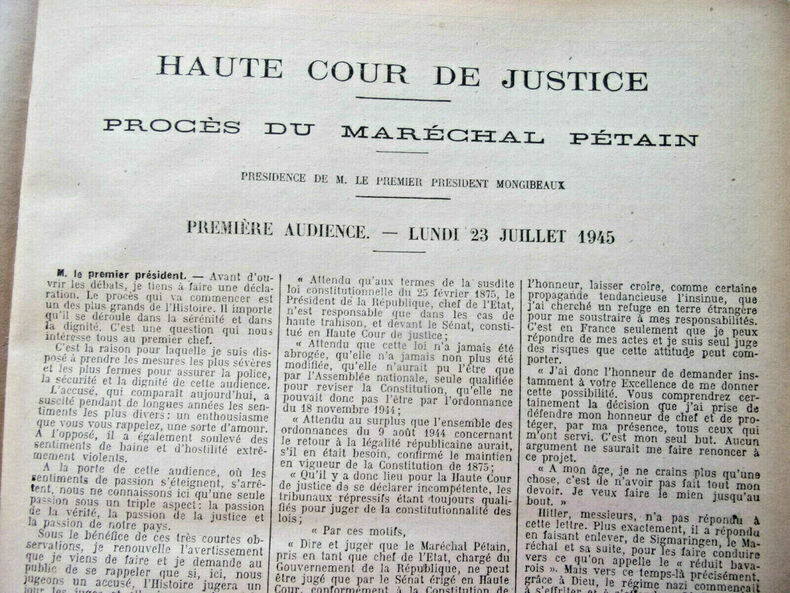 HAUTE COUR DE JUSTICE
PROCÈS DU MARÉCHAL PÉTAIN
PRESIDENCE DE M. LE PREMIER PRESIDENT MONGIBEAUX
PREMIÈRE AUDIENCE. — LUNDI 23 JUILLET 1945
M. le premier président. — Avant d'ou-
vrir les débats, je tiens à faire une décla-
ration. Le procès qui va commencer est
un des plus grands de l'Histoire. Il importe
qu'il se déroule dans la sérénité et dans
la dignité. C'est une question qui nous
intéresse tous au premier chef.
C'est la raison pour laquelle je suis dis-
posé à prendre les mesures les plus sévères
et les plus fermes pour assurer la police,
la sécurité et la dignité de cette audience.
L'accusé, qui comparaît aujourd'hui, a
suscité pendant de longues années les sen-
timents les plus divers : un enthousiasme
que vous vous rappelez, une sorte d'amour.
A l'opposé, il a également soulevé des
sentiments de haine et d'hostilité extrê-
mement violents.
A la porte de cette audience, où les
sentiments de passion s'éteignent, s'arrê-
tent, nous ne connaissons ici qu'une seule
passion sous un triple aspect : la passion
de la vérité, la passion de la justice et
la passion de notre pays.
Sous le bénéfice de ces très courtes ob-
servations, je renouvelle l'avertissement
que je viens de faire et je demande au
public de se rappeler que si, ici, nous
jugeons un accusé, l'Histoire jugera un
jour les juges et
« Attendu qu'aux termes de la susdite
loi constitutionnelle du 25 février 1875, le
Président de la République, chef de l'Etat,
n'est responsable que dans les cas de
haute trahison, et devant le Sénat, consti-
tué en Haute Cour de justice ;
« Attendu que cette loi n'a jamais été
abrogée, qu'elle n'a jamais non plus été
modifiée, qu'elle n'aurait pu l'être que
par l'Assemblée nationale, seule qualifiée
pour reviser la Constitution, qu'elle ne
pouvait donc pas l'être par l'ordonnance
du 18 novembre 1944 ;
« Attendu au surplus que l'ensemble des
ordonnances du 9 août 1944 concernant
le retour à la légalité républicaine aurait,
s'il en était besoin, confirmé le maintien
en vigueur de la Constitution de 1875 ;
« Qu'il y a donc lieu pour la Haute Cour
de justice de se déclarer incompétente, les
tribunaux répressifs étant toujours quali-
fiés pour juger de la constitutionnalité des
lois ;
« Par ces motifs,
« Dire et juger que le Maréchal Pétain,
pris en tant que chef de l'Etat, chargé du
Gouvernement de la République, ne peut
être jugé que par le Sénat érigé en Haute
Cour, conformément à la Constitution de
l'honneur, laisser croire, comme certaine
propagande tendancieuse l'insinue, que
j'ai cherché un refuge en terre étrangère
pour me soustraire à mes responsabilités.
C'est en France seulement que je peux
répondre de mes actes et je suis seul juge
des risques que cette attitude peut com-
porter.
« J'ai donc l'honneur de demander ins-
tamment à votre Excellence de me donner
cette possibilité. Vous comprendrez cer-
tainement la décision que j'ai prise de
défendre mon honneur de chef et de pro-
téger, par ma présence, tous ceux qui
m'ont servi. C'est mon seul but. Aucun
argument ne saurait me faire renoncer à
ce projet.
« A mon âge, je ne crains plus qu'une
chose, c'est de n'avoir pas fait tout mon
devoir. Je veux faire le mien jusqu'au
bout. »
Hitler, messieurs, n'a pas répondu à
cette lettre. Plus exactement, il a répondu
en faisant enlever, de Sigmaringen, le Ma-
réchal et sa suite, pour les faire conduire
vers ce qu'on appelle le « réduit bava-
rois ». Mais vers ce temps-là précisément,
grâce à Dieu, le régime nazi commençait
à s'effriter et à